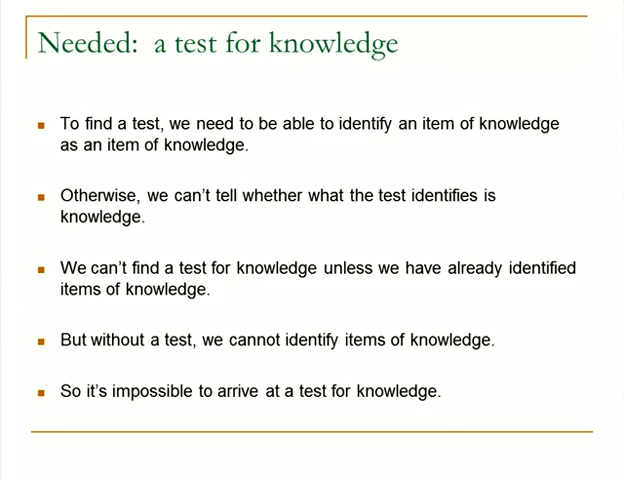 Needed: a test for knowledge
To find a test, we need to be able to identify an item of knowledge
as an item of knowledge.
Otherwise, we can't tell whether what the test identifies is
knowledge.
We can't find a test for knowledge unless we have already identified
items of knowledge.
But without a test, we cannot identify items of knowledge.
So it's impossible to arrive at a test for knowledge.